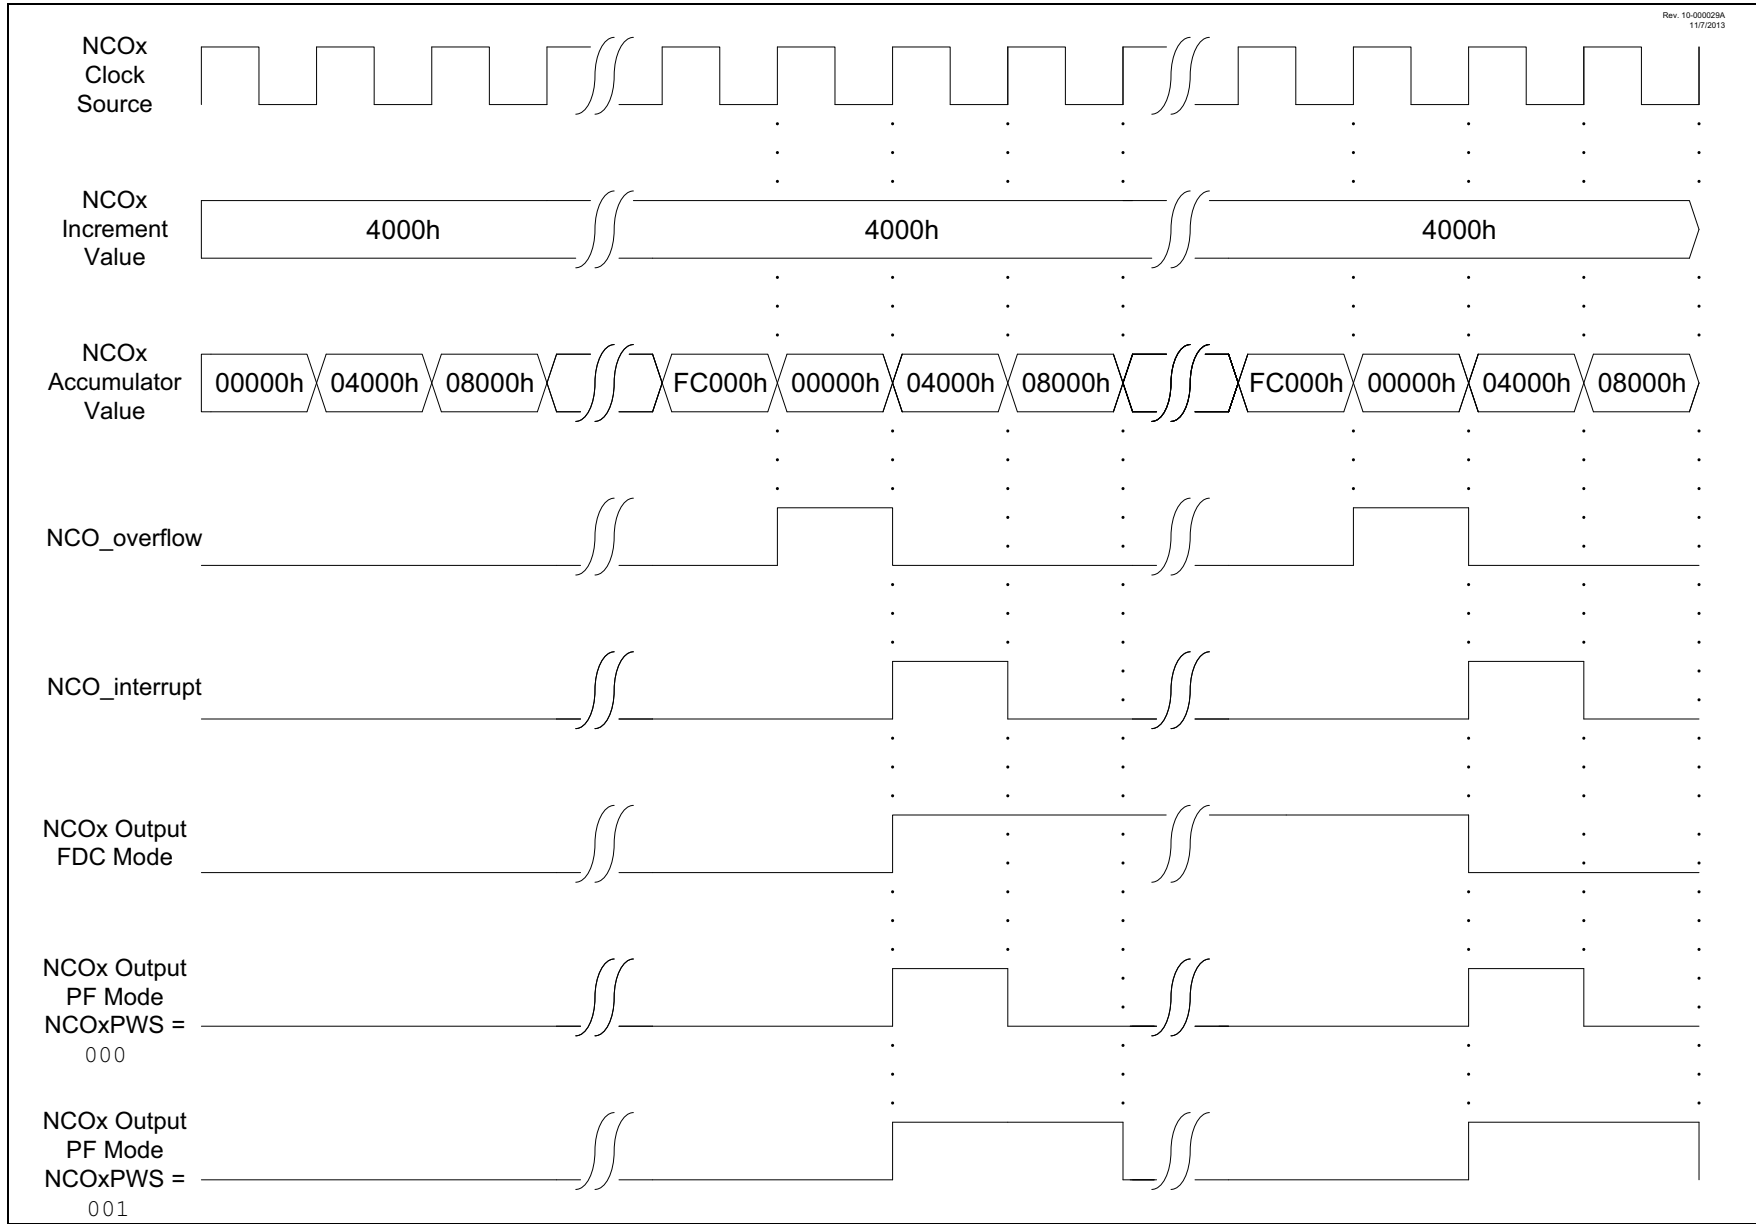 Rev. 10-000029A
11/7/2013
NCOx
Clock
Source
NCOx
Increment
Value
4000h
4000h
4000h
NCOx
Accumulator
Value
00000h
04000h
08000h
FC000h
00000h
04000h
08000h
FC000h
00000h
04000h
08000h
NCO_overflow
NCO_interrupt
NCOx Output
FDC Mode
NCOx Output
PF Mode
NCOxPWS =
000
NCOx Output
PF Mode
NCOxPWS =
001